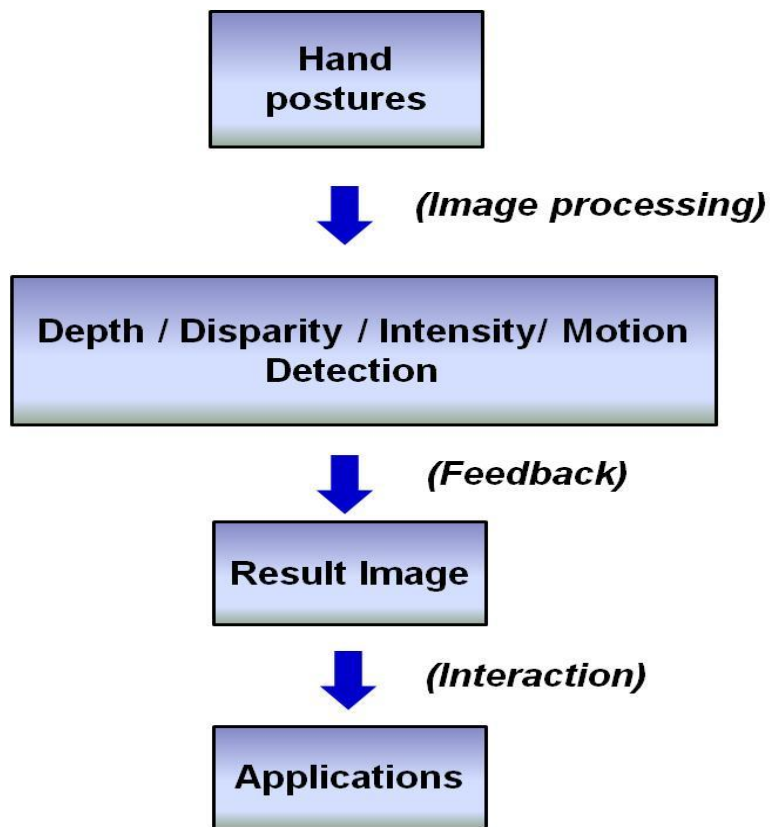 Hand
postures
(Image processing)
Depth / Disparity / Intensity/ Motion
Detection
(Feedback)
Result Image
(Interaction)
Applications